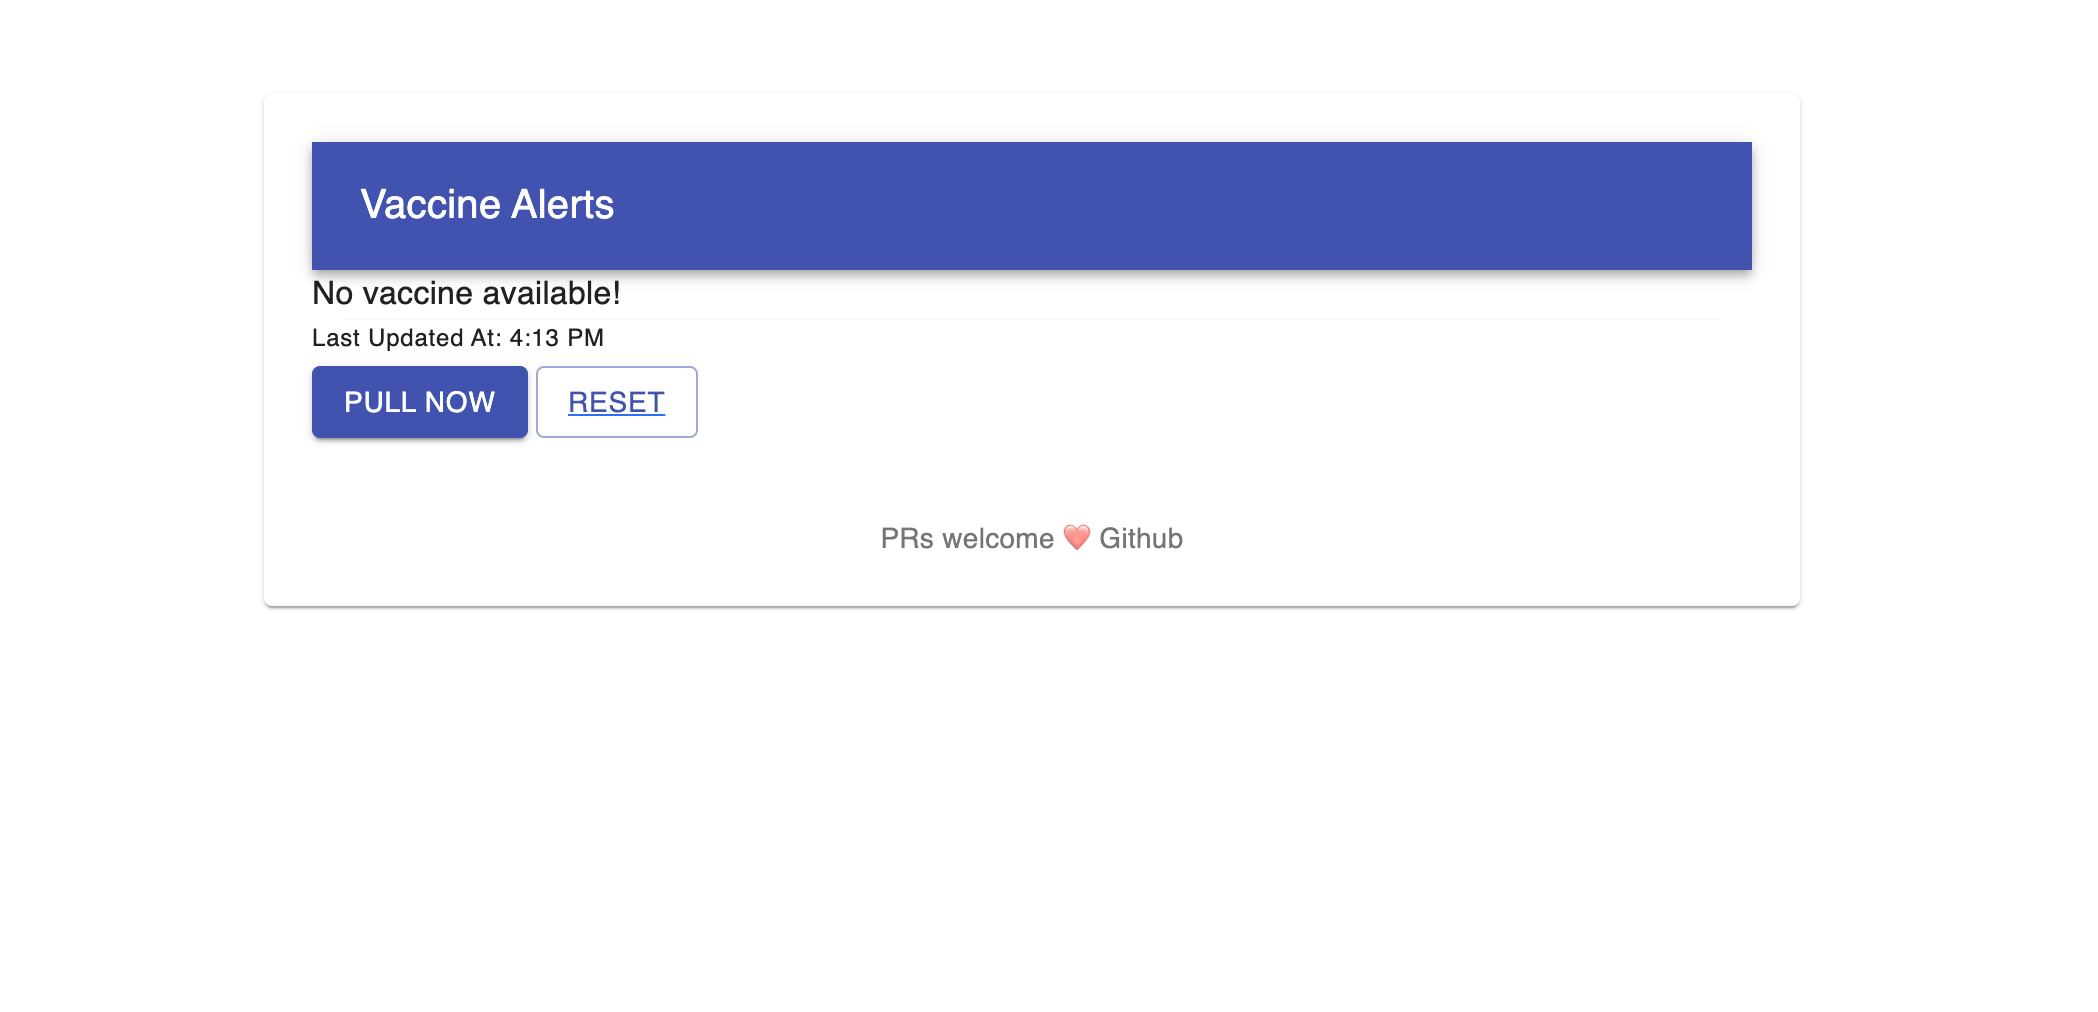 Vaccine Alerts
No vaccine available!
Last Updated At: 4:13 PM
PULL NOW RESET
PRs welcome ❤️ Github